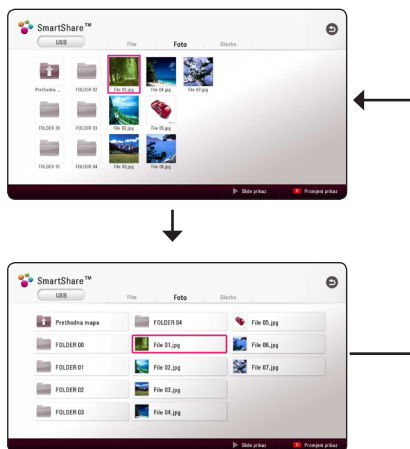 SmartShare™
USB
Film Foto Glazba
Prethodna ... FOLDER 02 File 01.jpg File 04.jpg File 07.jpg
FOLDER 00 FOLDER 03 File 02.jpg File 05.jpg
FOLDER 01 FOLDER 04 File 03.jpg File 06.jpg
Slide prikaz Promjeni prikaz
SmartShare™
USB
Film Foto Glazba
Prethodna mapa FOLDER 04 File 05.jpg
FOLDER 00 File 01.jpg File 06.jpg
FOLDER 01 File 02.jpg File 07.jpg
FOLDER 02 File 03.jpg
FOLDER 03 File 04.jpg
Slide prikaz Promjeni prikaz